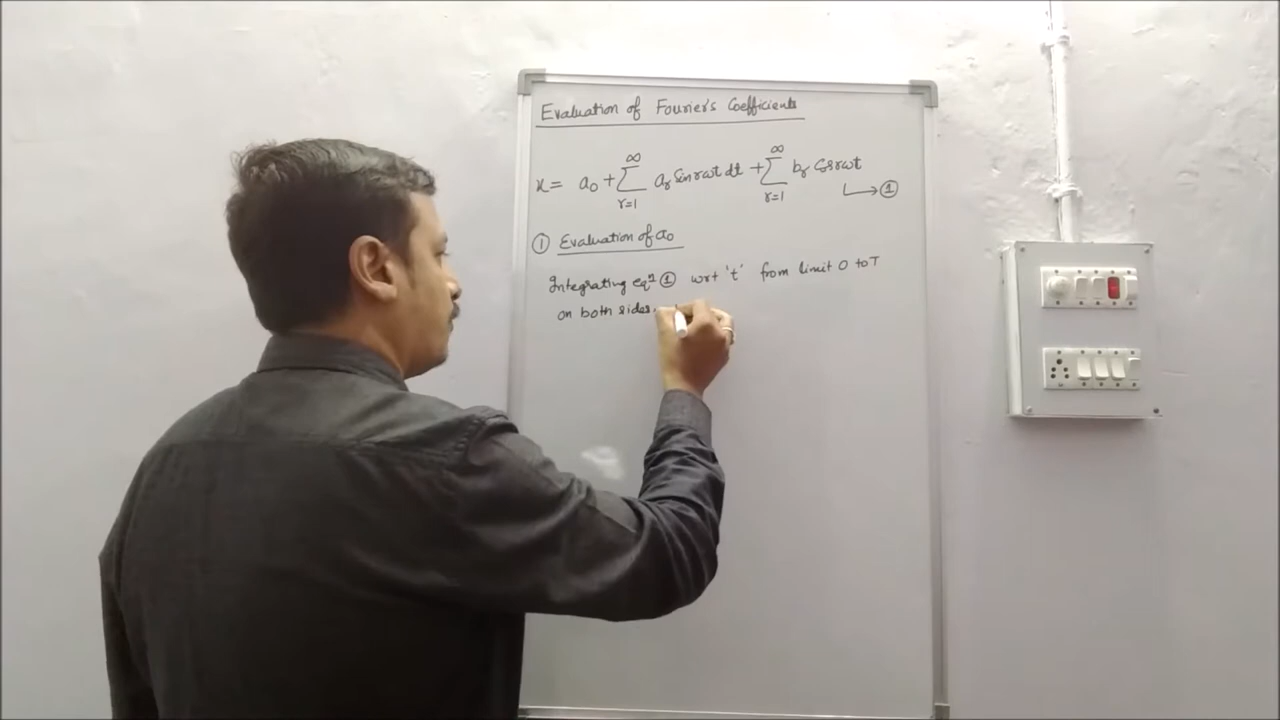 Evaluation of Fourier's Coefficients
x = a₀ + ∞∑r=1 aᵣ Sin rωt dt + ∞∑r=1 bᵣ Cos rωt
→ ①
① Evaluation of a₀
Integrating eqⁿ ① wrt 't' from limit 0 to T
on both sides